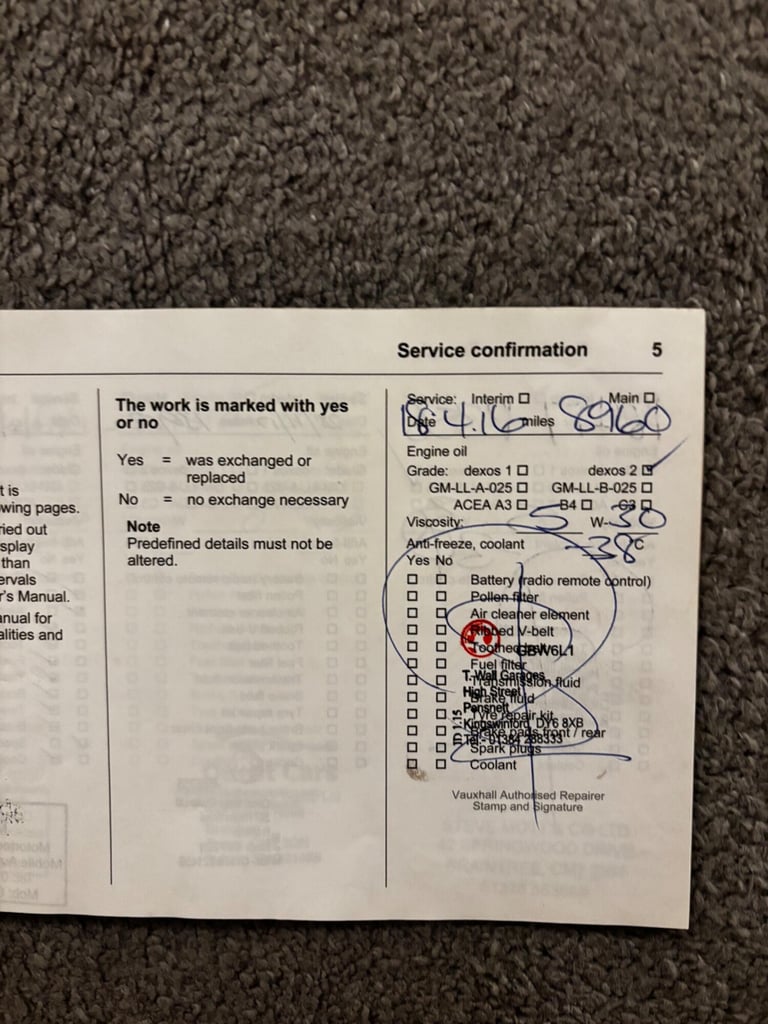 Service confirmation 5
t is
wing pages.
ried out
splay
than
ervals
r's Manual.
anual for
alities and
The work is marked with yes
or no
Yes = was exchanged or
replaced
No = no exchange necessary
Note
Predefined details must not be
altered.
Service: Interim ☐ Main ☐
Date 18.4.16 miles 8960
Engine oil
Grade: dexos 1 ☐ dexos 2 ☑
GM-LL-A-025 ☐ GM-LL-B-025 ☐
ACEA A3 ☐ B4 ☐ C3 ☐
Viscosity: 5 W-30
Anti-freeze, coolant -38°C
Yes No
☐ ☐ Battery (radio remote control)
☐ ☐ Pollen filter
☐ ☐ Air cleaner element
☐ ☐ Ribbed V-belt
☐ ☐ Toothed belt
GBW6L1
☐ ☐ Fuel filter
T. Wall Garages
☐ ☐ Transmission fluid
High Street
☐ ☐ Brake fluid
Pensnett
☐ ☐ Tyre repair kit
Kingswinford DY6 8XB
☐ ☐ Brake pads front / rear
Tel:- 01384 288333
☐ ☐ Spark plugs
☐ ☐ Coolant
Vauxhall Authorised Repairer
Stamp and Signature